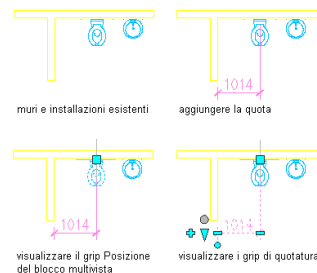 muri e installazioni esistenti
1014
aggiungere la quota
1014
visualizzare il grip Posizione
del blocco multivista
1014
visualizzare i grip di quotatura